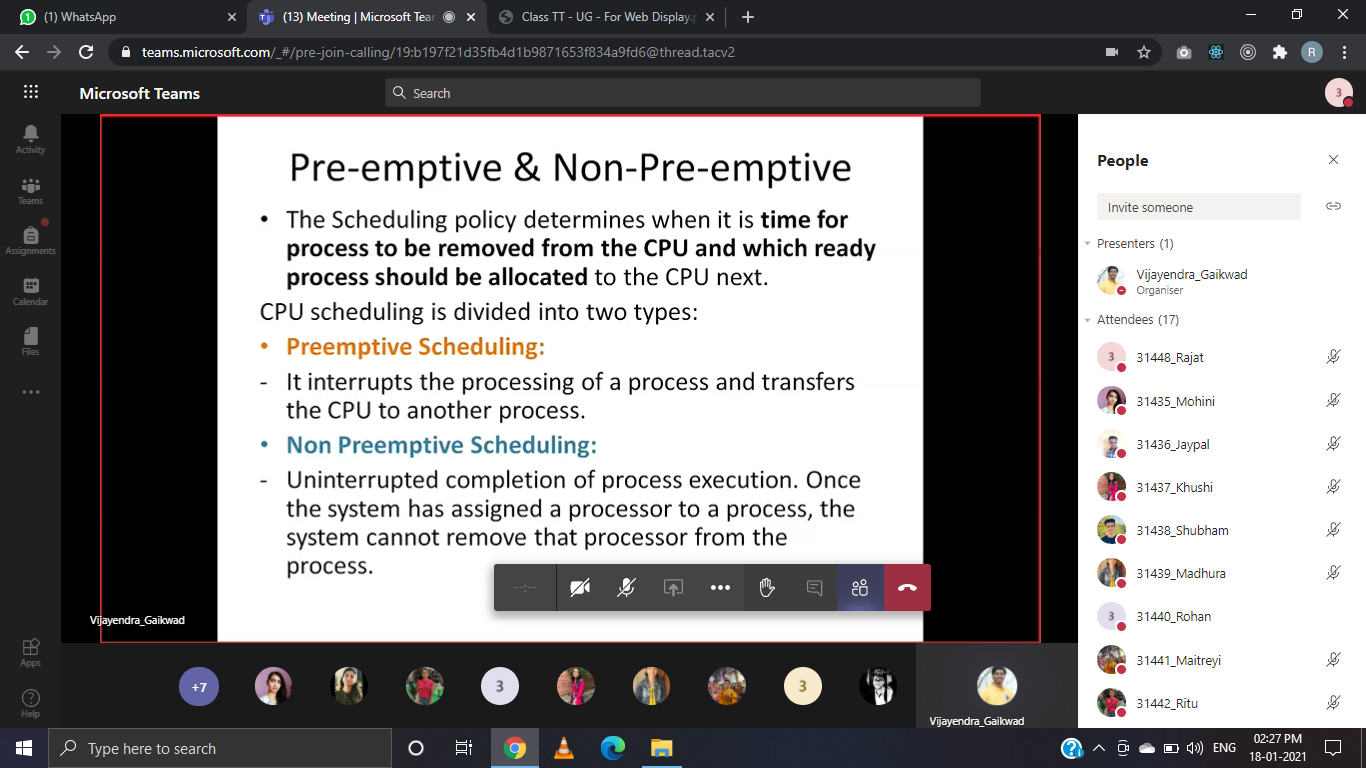 (1) WhatsApp
(13) Meeting | Microsoft Tear
Class TT - UG - For Web Display.p
teams.microsoft.com/_#/pre-join-calling/19:b197f21d35fb4d1b9871653f834a9fd6@thread.tacv2
R
Microsoft Teams
Search
3
Activity
Teams
Assignments
Calendar
Files
Apps
Help
Pre-emptive & Non-Pre-emptive
• The Scheduling policy determines when it is time for
process to be removed from the CPU and which ready
process should be allocated to the CPU next.
CPU scheduling is divided into two types:
• Preemptive Scheduling:
- It interrupts the processing of a process and transfers
the CPU to another process.
• Non Preemptive Scheduling:
- Uninterrupted completion of process execution. Once
the system has assigned a processor to a process, the
system cannot remove that processor from the
process.
--:--
Vijayendra_Gaikwad
+7
3
3
Vijayendra_Gaikwad
People
Invite someone
Presenters (1)
Vijayendra_Gaikwad
Organiser
Attendees (17)
3 31448_Rajat
31435_Mohini
31436_Jaypal
31437_Khushi
31438_Shubham
31439_Madhura
3 31440_Rohan
31441_Maitreyi
31442_Ritu
Type here to search
ENG
02:27 PM
18-01-2021